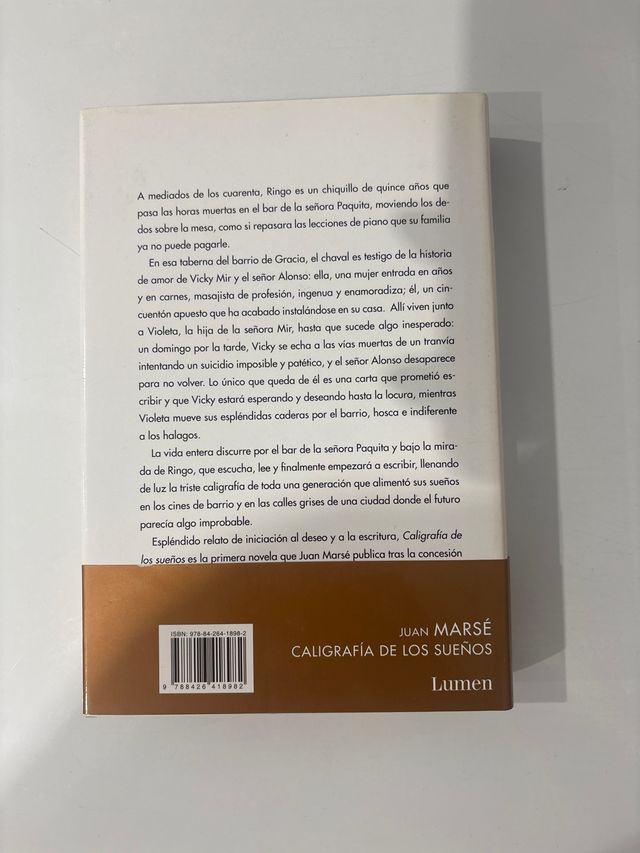 A mediados de los cuarenta, Ringo es un chiquillo de quince años que
pasa las horas muertas en el bar de la señora Paquita, moviendo los de-
dos sobre la mesa, como si repasara las lecciones de piano que su familia
ya no puede pagarle.
En esa taberna del barrio de Gracia, el chaval es testigo de la historia
de amor de Vicky Mir y el señor Alonso: ella, una mujer entrada en años
y en carnes, masajista de profesión, ingenua y enamoradiza; él, un cin-
cuentón apuesto que ha acabado instalándose en su casa. Allí viven junto
a Violeta, la hija de la señora Mir, hasta que sucede algo inesperado:
un domingo por la tarde, Vicky se echa a las vías muertas de un tranvía
intentando un suicidio imposible y patético, y el señor Alonso desaparece
para no volver. Lo único que queda de él es una carta que prometió es-
cribir y que Vicky estará esperando y deseando hasta la locura, mientras
Violeta mueve sus espléndidas caderas por el barrio, hosca e indiferente
a los halagos.
La vida entera discurre por el bar de la señora Paquita y bajo la mira-
da de Ringo, que escucha, lee y finalmente empezará a escribir, llenando
de luz la triste caligrafía de toda una generación que alimentó sus sueños
en los cines de barrio y en las calles grises de una ciudad donde el futuro
parecía algo improbable.
Espléndido relato de iniciación al deseo y a la escritura, Caligrafía de
los sueños es la primera novela que Juan Marsé publica tras la concesión
ISBN: 978-84-264-1898-2
9 788426 418982
JUAN MARSÉ
CALIGRAFÍA DE LOS SUEÑOS
Lumen